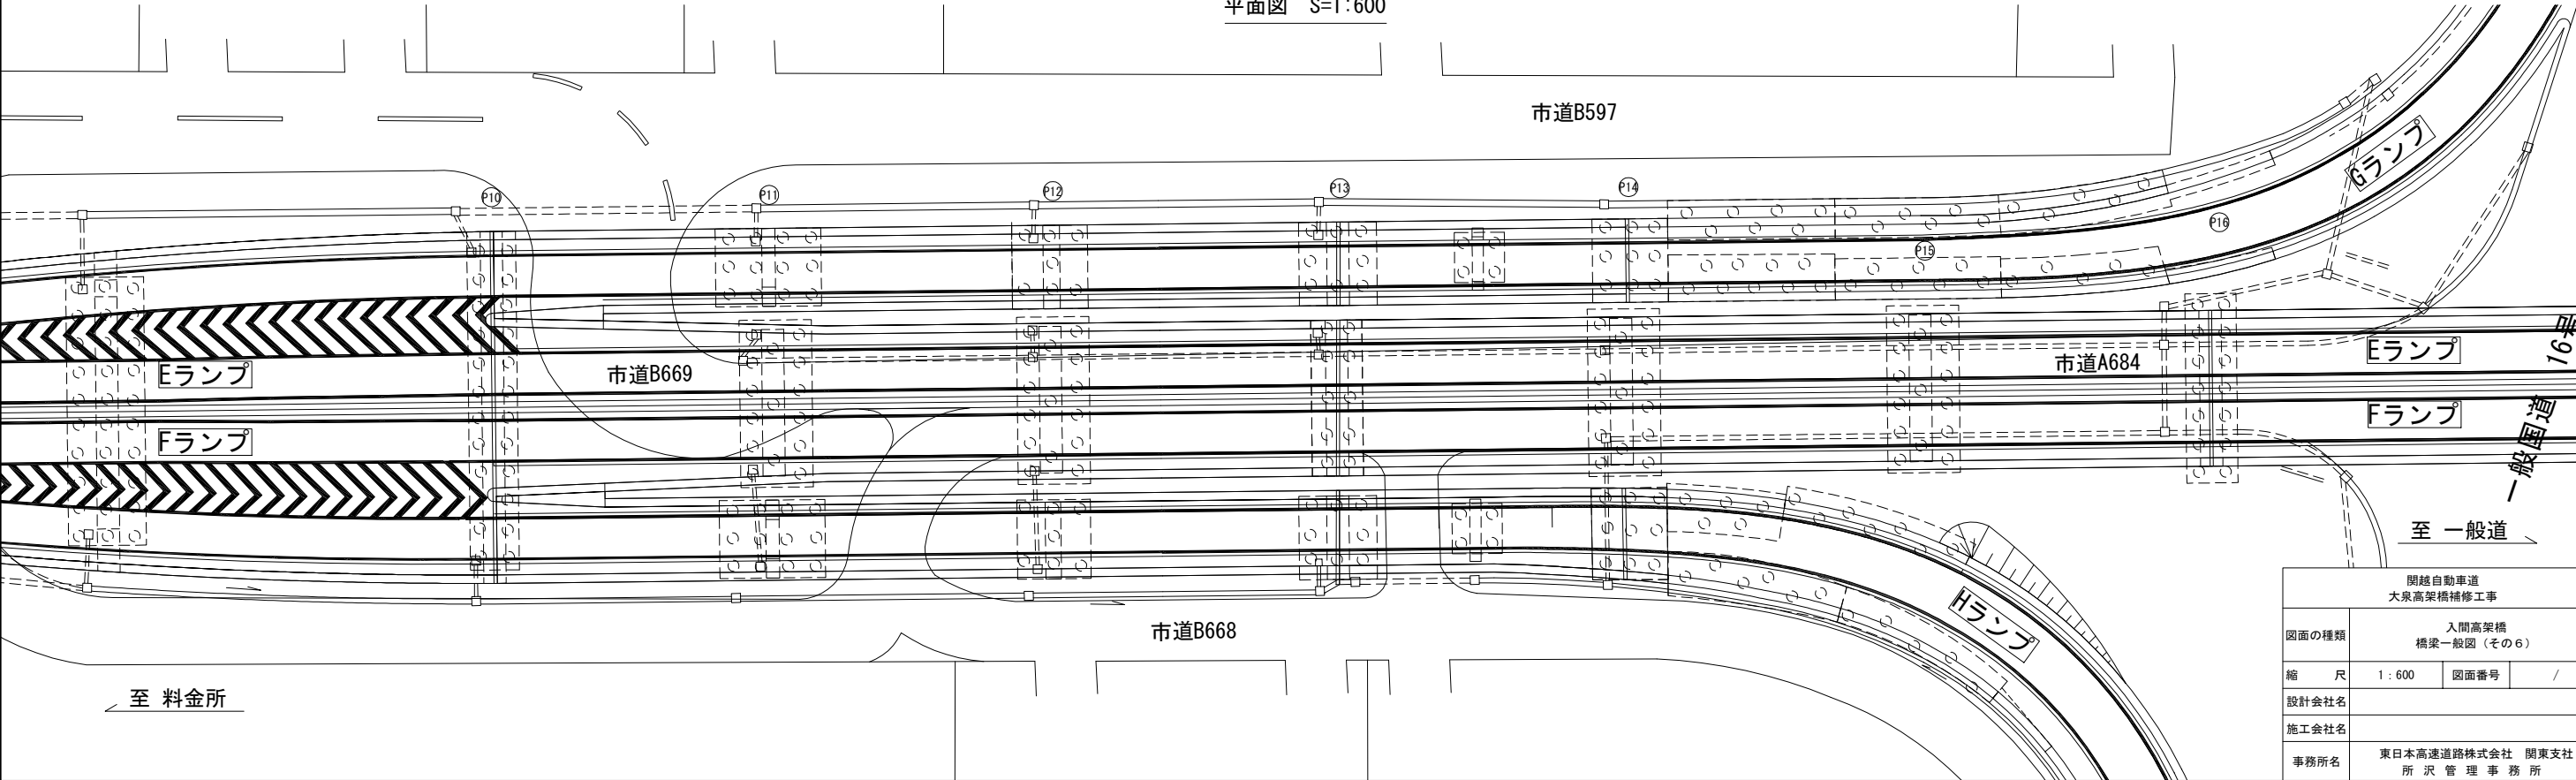 平面図 S=1:600
市道B597
P10
P11
P12
P13
P14
P15
P16
Gランプ
Eランプ
市道B669
市道A684
Eランプ
16号
Fランプ
Fランプ
一般国道
至 一般道
Hランプ
市道B668
至 料金所
関越自動車道
大泉高架橋補修工事
図面の種類
入間高架橋
橋梁一般図（その６）
縮 尺
1：600
図面番号
/
設計会社名
施工会社名
事務所名
東日本高速道路株式会社 関東支社
所 沢 管 理 事 務 所